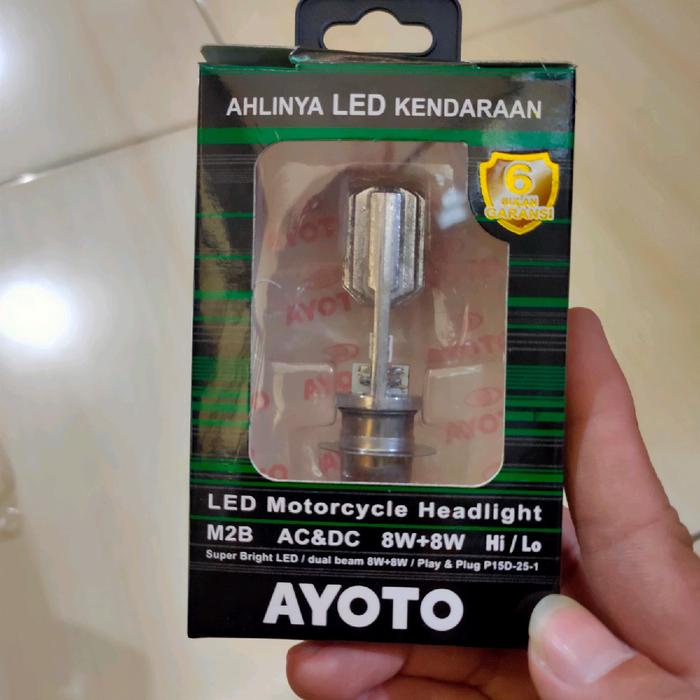 AHLINYA LED KENDARAAN
6
BULAN
GARANSI
AYOTO
LED Motorcycle Headlight
M2B AC&DC 8W+8W Hi / Lo
Super Bright LED / dual beam 8W+8W / Play & Plug P15D-25-1
AYOTO